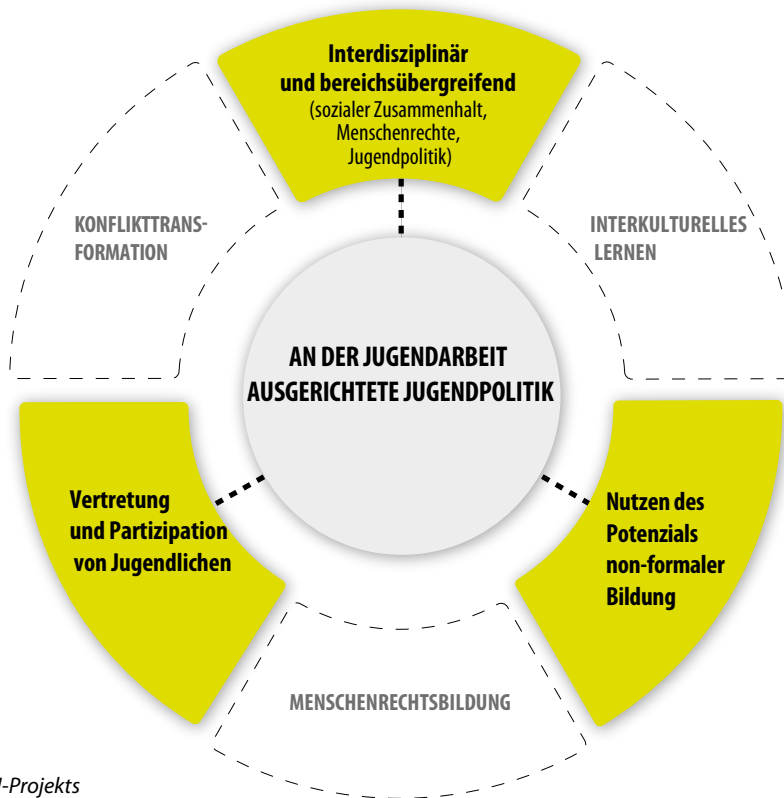 Interdisziplinär
und bereichsübergreifend
(sozialer Zusammenhalt,
Menschenrechte,
Jugendpolitik)
KONFLIKTTRANS-
FORMATION
INTERKULTURELLES
LERNEN
AN DER JUGENDARBEIT
AUSGERICHTETE JUGENDPOLITIK
Vertretung
und Partizipation
von Jugendlichen
Nutzen des
Potenzials
non-formaler
Bildung
MENSCHENRECHTSBILDUNG
-Projekts